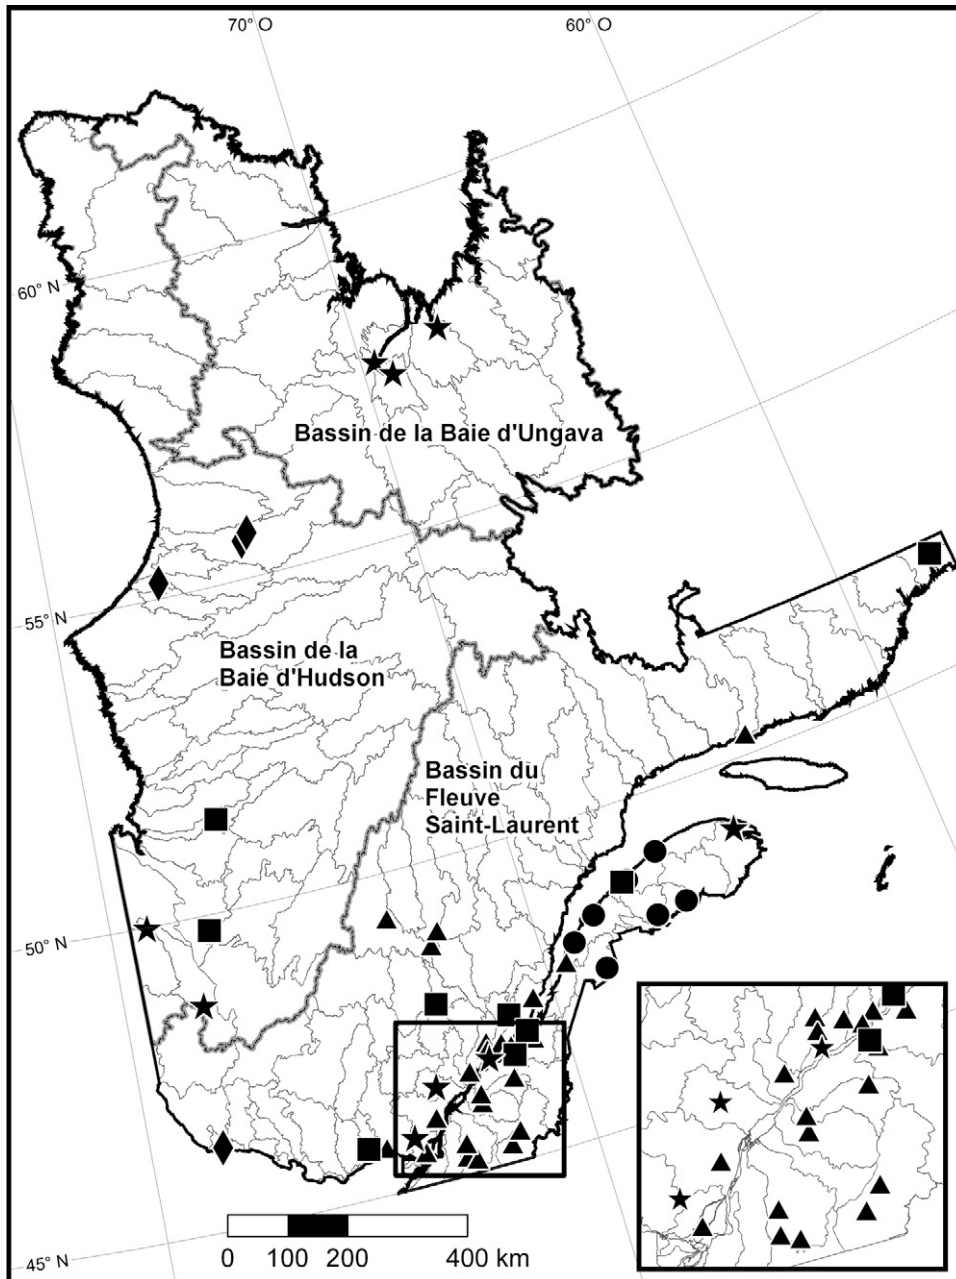 70° O
60° O
60° N
Bassin de la Baie d'Ungava
55° N
Bassin de la
Baie d'Hudson
Bassin du
Fleuve
Saint-Laurent
50° N
0 100 200 400 km
45° N